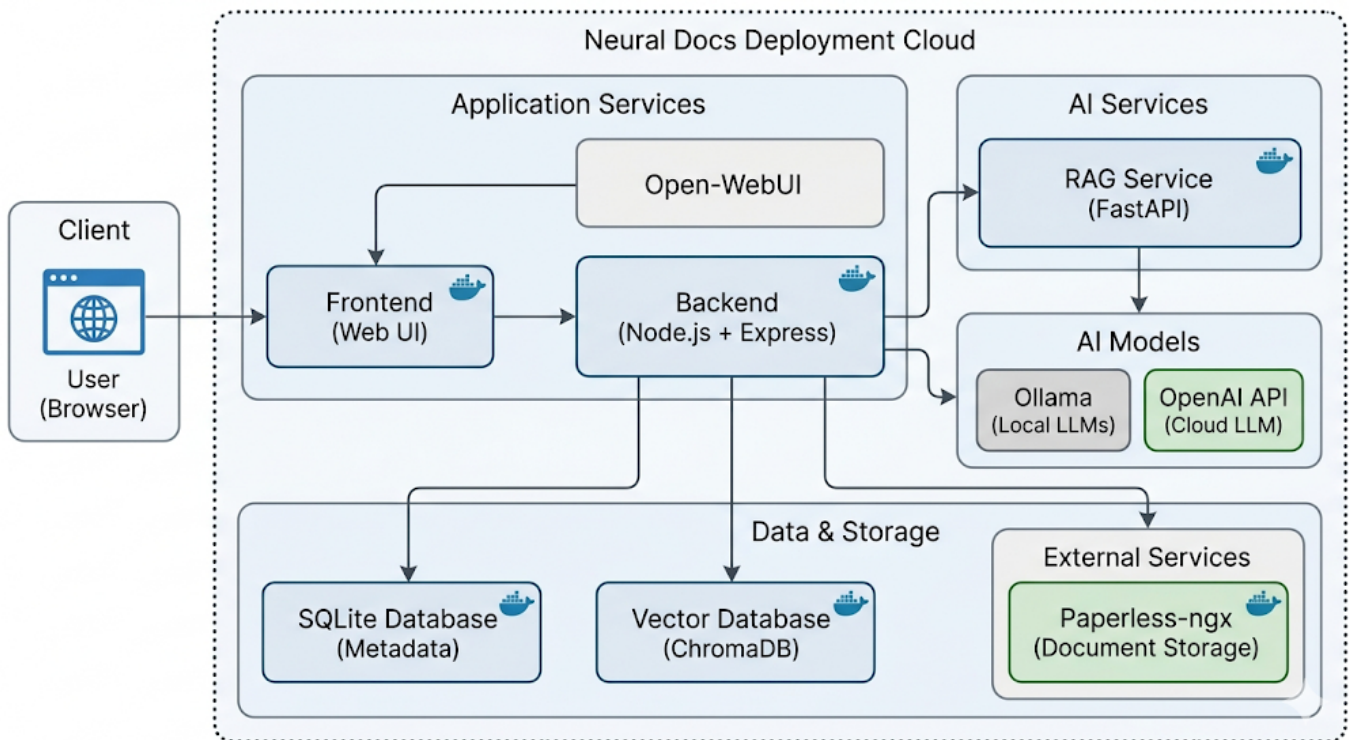 Neural Docs Deployment Cloud
Application Services
AI Services
Open-WebUI
RAG Service
(FastAPI)
Client
Frontend
(Web UI)
Backend
(Node.js + Express)
User
(Browser)
AI Models
Ollama
(Local LLMs)
OpenAI API
(Cloud LLM)
Data & Storage
External Services
SQLite Database
(Metadata)
Vector Database
(ChromaDB)
Paperless-ngx
(Document Storage)